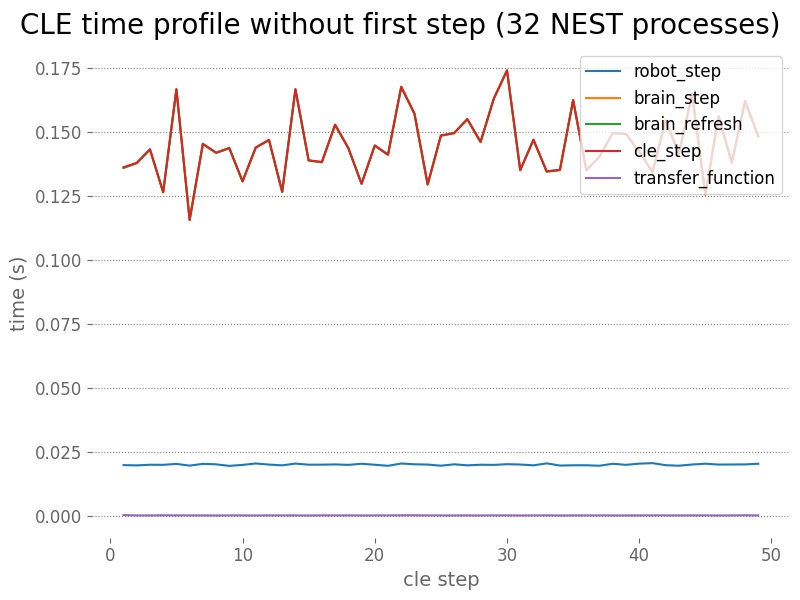 CLE time profile without first step (32 NEST processes)
robot_step
brain_step
brain_refresh
cle_step
transfer_function
0.175
0.150
0.125
0.100
0.075
0.050
0.025
0.000
time (s)
0 10 20 30 40 50
cle step